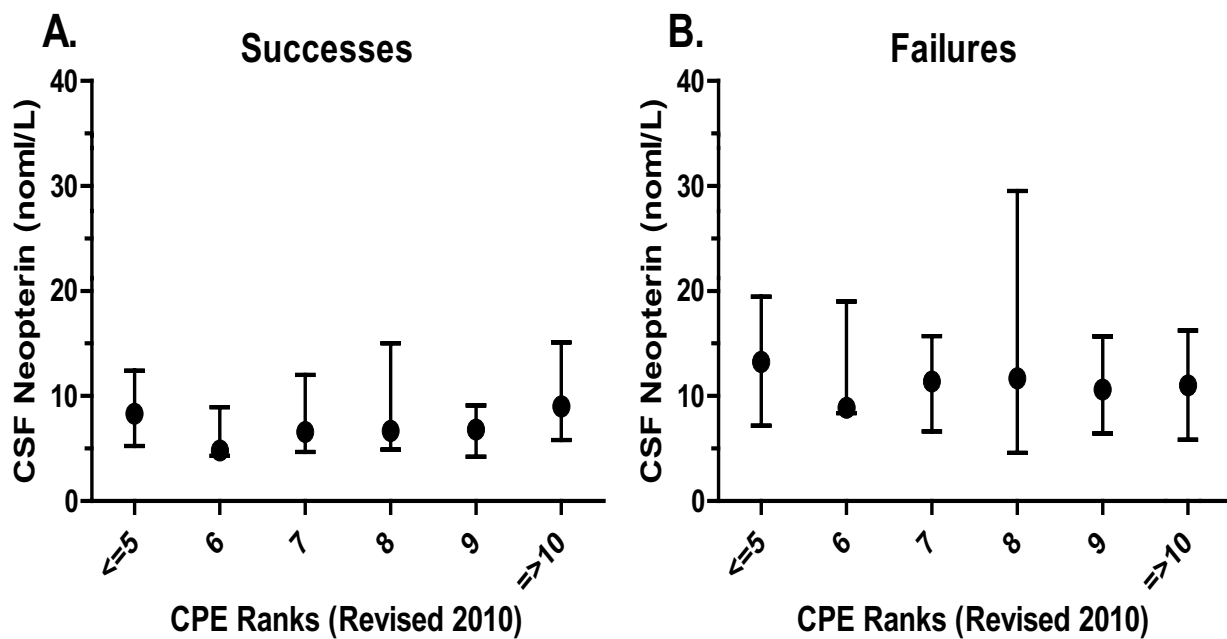 A.
Successes
CSF Neopterin (noml/L)
40
30
20
10
0
<=5
6
7
8
9
=>10
CPE Ranks (Revised 2010)
B.
Failures
CSF Neopterin (noml/L)
40
30
20
10
0
<=5
6
7
8
9
=>10
CPE Ranks (Revised 2010)